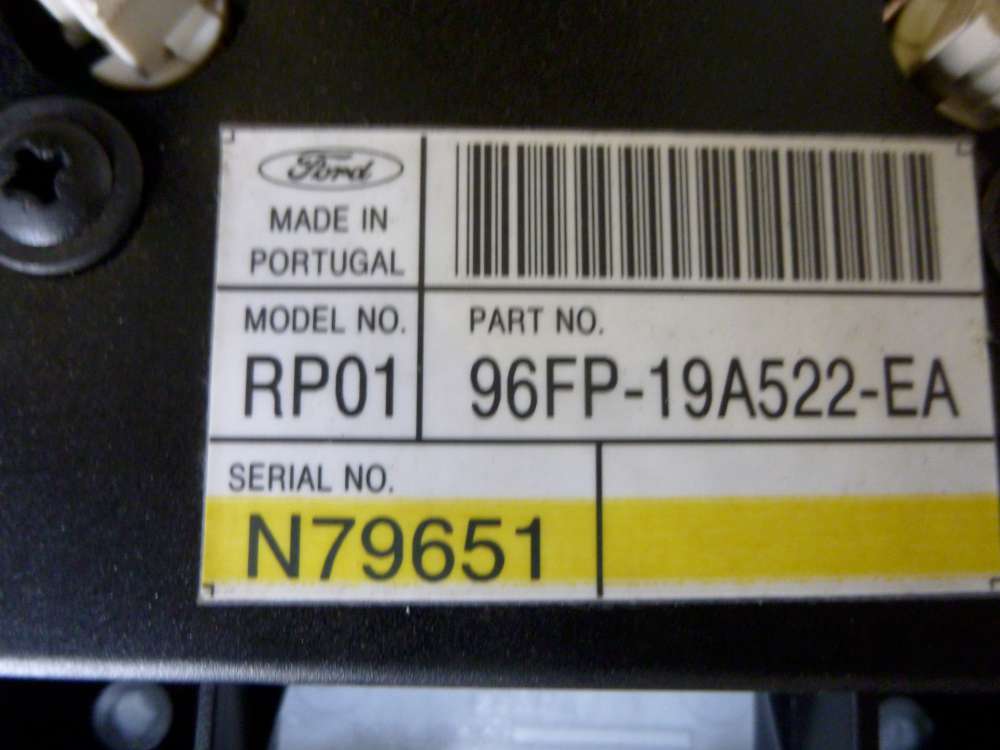 Ford
MADE IN
PORTUGAL
MODEL NO.
RP01
PART NO.
96FP-19A522-EA
SERIAL NO.
N79651